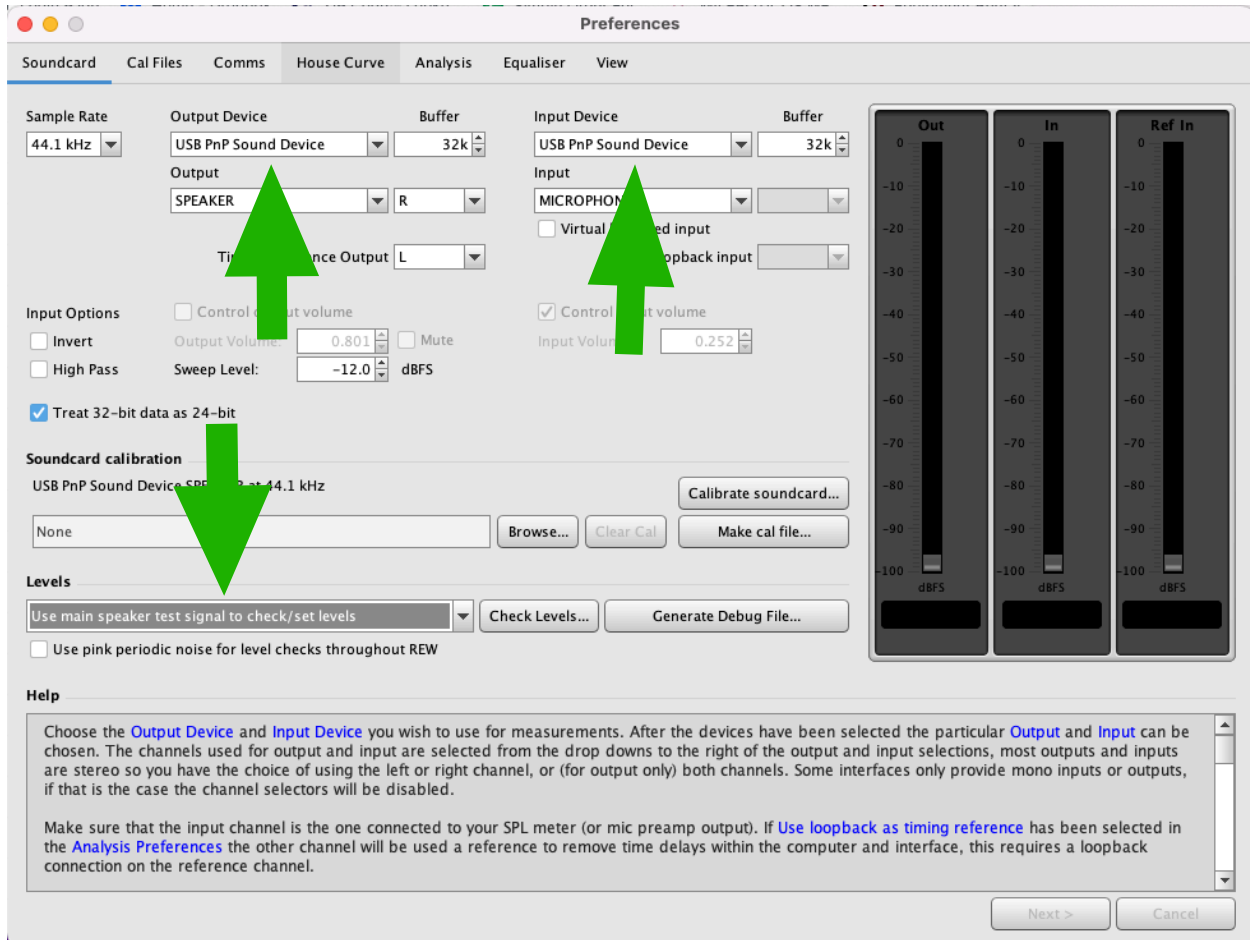 Preferences
Soundcard Cal Files Comms House Curve Analysis Equaliser View
Sample Rate Output Device Buffer Input Device Buffer
44.1 kHz USB PnP Sound Device 32k USB PnP Sound Device 32k
Output Input
SPEAKER R
Virtual input
Output L input
Input Options Control volume Control volume
Invert 0.801 Mute Input 0.252
High Pass Sweep Level: -12.0 dBFS
Treat 32-bit data as 24-bit
Soundcard calibration
USB PnP Sound Device at 44.1 kHz
Calibrate soundcard...
None Browse... Clear Cal Make cal file...
Levels
Use main speaker test signal to check/set levels Check Levels... Generate Debug File...
Use pink periodic noise for level checks throughout REW
Out In Ref In
0 0 0
-10 -10 -10
-20 -20 -20
-30 -30 -30
-40 -40 -40
-50 -50 -50
-60 -60 -60
-70 -70 -70
-80 -80 -80
-90 -90 -90
-100 -100 -100
dBFS dBFS dBFS
Help
Choose the Output Device and Input Device you wish to use for measurements. After the devices have been selected the particular Output and Input can be
chosen. The channels used for output and input are selected from the drop downs to the right of the output and input selections, most outputs and inputs
are stereo so you have the choice of using the left or right channel, or (for output only) both channels. Some interfaces only provide mono inputs or outputs,
if that is the case the channel selectors will be disabled.
Make sure that the input channel is the one connected to your SPL meter (or mic preamp output). If Use loopback as timing reference has been selected in
the Analysis Preferences the other channel will be used a reference to remove time delays within the computer and interface, this requires a loopback
connection on the reference channel.
Next > Cancel